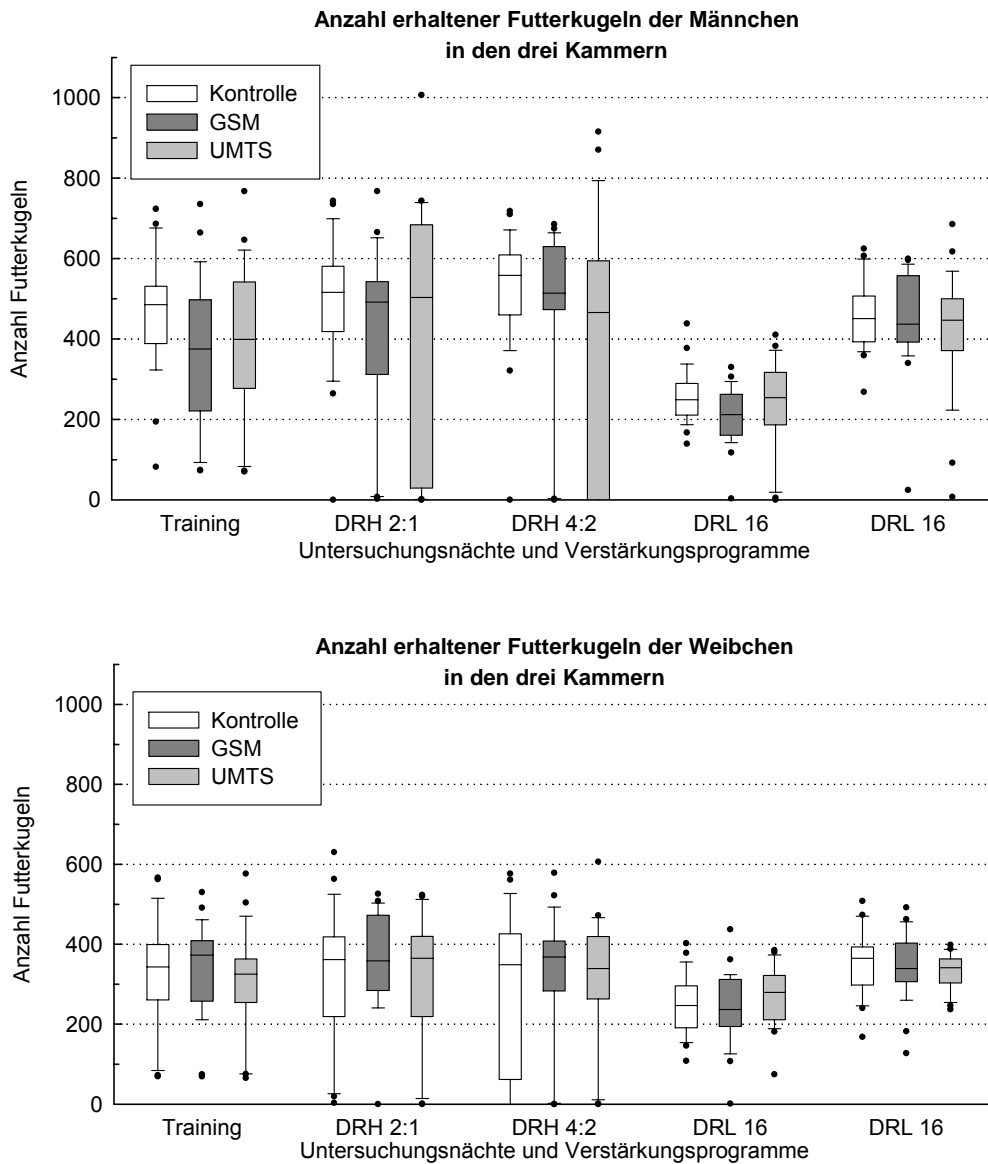 Anzahl erhaltener Futterkugeln der Männchen
in den drei Kammern
Anzahl Futterkugeln
1000
800
600
400
200
0
Kontrolle
GSM
UMTS
Training DRH 2:1 DRH 4:2 DRL 16 DRL 16
Untersuchungsnächte und Verstärkungsprogramme
Anzahl erhaltener Futterkugeln der Weibchen
in den drei Kammern
Anzahl Futterkugeln
1000
800
600
400
200
0
Kontrolle
GSM
UMTS
Training DRH 2:1 DRH 4:2 DRL 16 DRL 16
Untersuchungsnächte und Verstärkungsprogramme